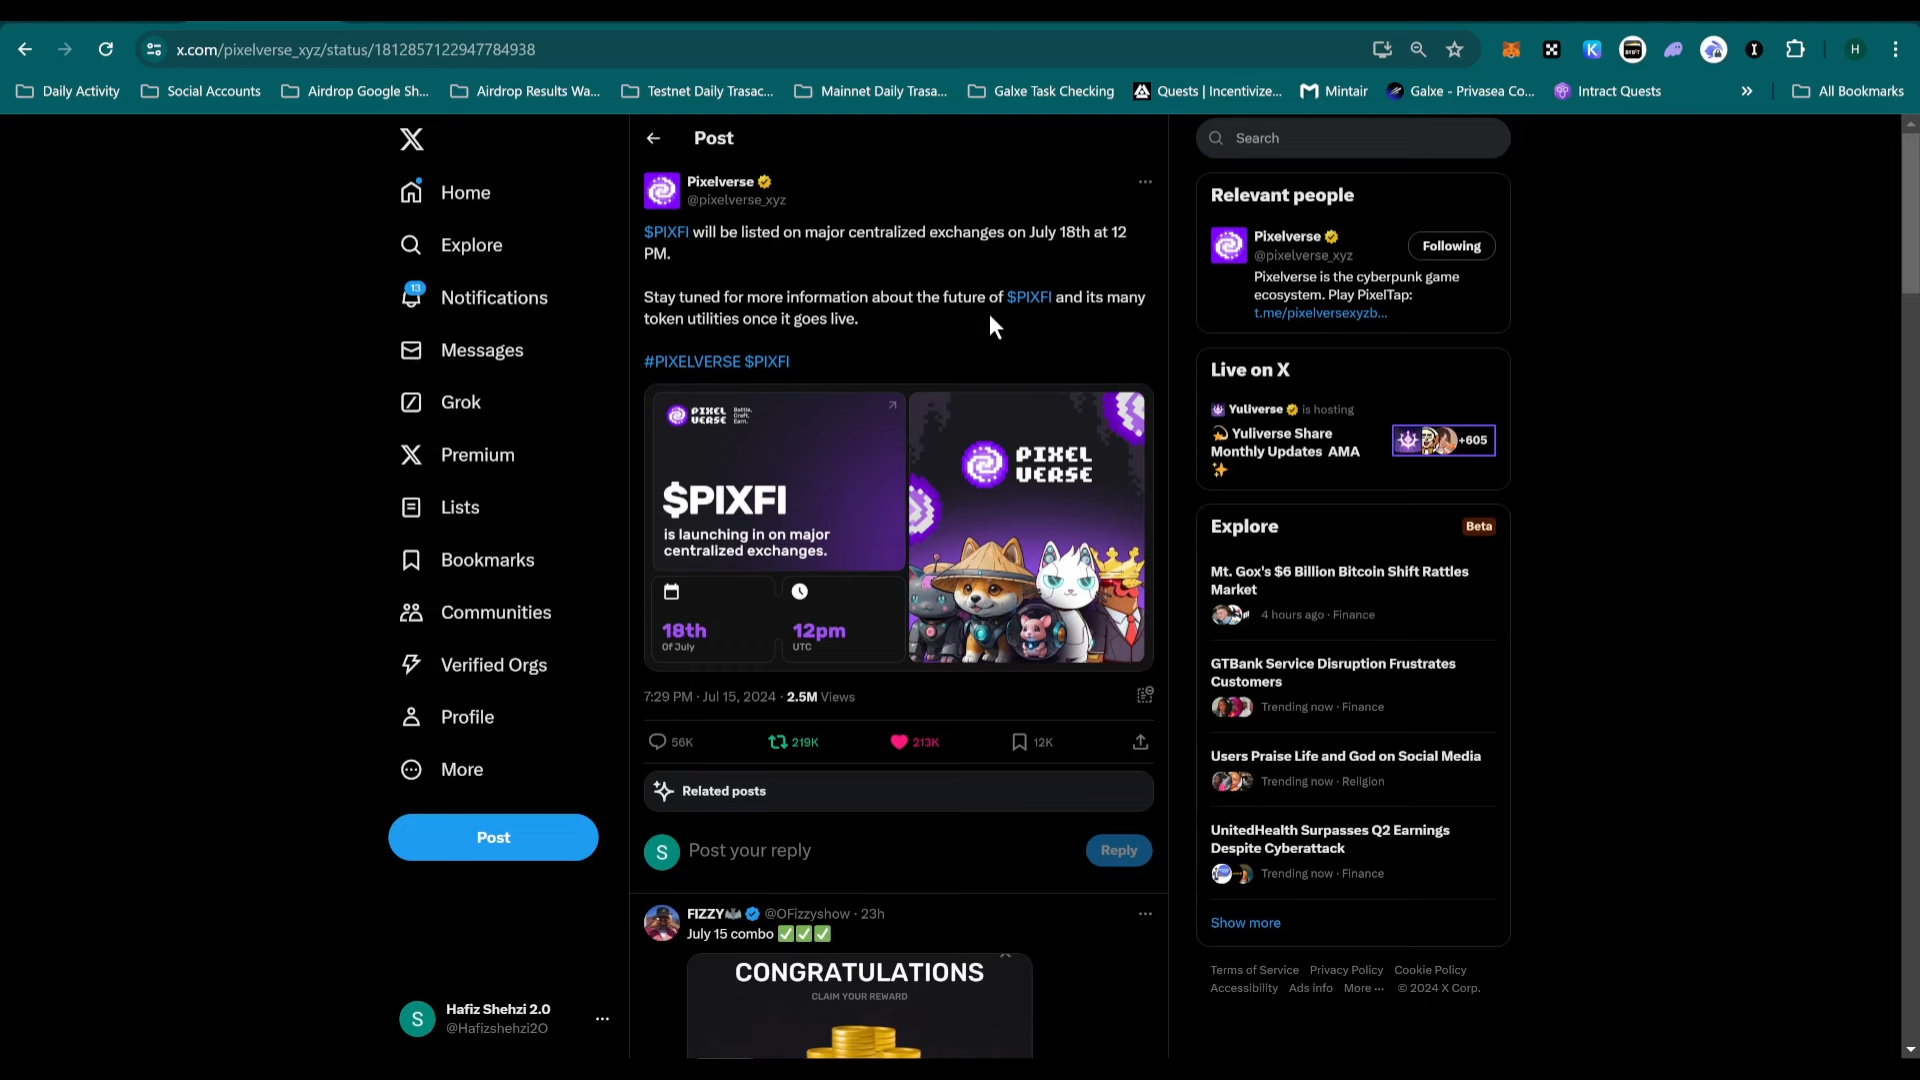 x.com/pixelverse_xyz/status/1812857122947784938
H
Daily Activity
Social Accounts
Airdrop Google Sh...
Airdrop Results Wa...
Testnet Daily Trasac...
Mainnet Daily Trasa...
Galxe Task Checking
Quests | Incentivize...
Mintair
Galxe - Privasea Co...
Intract Quests
All Bookmarks
Home
Explore
13
Notifications
Messages
Grok
Premium
Lists
Bookmarks
Communities
Verified Orgs
Profile
More
Post
S
Hafiz Shehzi 2.0
@Hafizshehzi2O
Post
Pixelverse
@pixelverse_xyz
$PIXFI will be listed on major centralized exchanges on July 18th at 12
PM.
Stay tuned for more information about the future of $PIXFI and its many
token utilities once it goes live.
#PIXELVERSE $PIXFI
PIXEL
VERSE
Battle,
Craft,
Earn.
$PIXFI
is launching in on major
centralized exchanges.
18th
Of July
12pm
UTC
PIXEL
VERSE
7:29 PM · Jul 15, 2024 · 2.5M Views
56K
219K
213K
12K
Related posts
S
Post your reply
Reply
FIZZY @OFizzyshow · 23h
July 15 combo ✅✅✅
CONGRATULATIONS
CLAIM YOUR REWARD
Search
Relevant people
Pixelverse
@pixelverse_xyz
Following
Pixelverse is the cyberpunk game
ecosystem. Play PixelTap:
t.me/pixelversexyzb...
Live on X
Yuliverse is hosting
💫 Yuliverse Share
Monthly Updates AMA
✨
+605
Explore
Beta
Mt. Gox's $6 Billion Bitcoin Shift Rattles
Market
4 hours ago · Finance
GTBank Service Disruption Frustrates
Customers
Trending now · Finance
Users Praise Life and God on Social Media
Trending now · Religion
UnitedHealth Surpasses Q2 Earnings
Despite Cyberattack
Trending now · Finance
Show more
Terms of Service Privacy Policy Cookie Policy
Accessibility Ads info More ··· © 2024 X Corp.